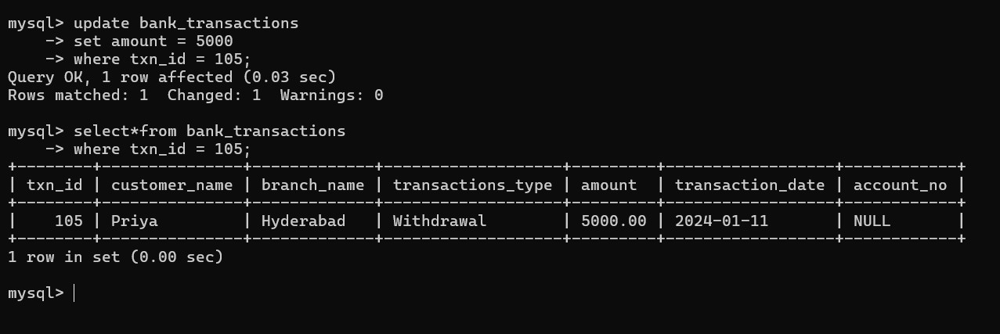 mysql> update bank_transactions
    -> set amount = 5000
    -> where txn_id = 105;
Query OK, 1 row affected (0.03 sec)
Rows matched: 1  Changed: 1  Warnings: 0

mysql> select*from bank_transactions
    -> where txn_id = 105;
+--------+---------------+-------------+-------------------+---------+------------------+------------+
| txn_id | customer_name | branch_name | transactions_type | amount  | transaction_date | account_no |
+--------+---------------+-------------+-------------------+---------+------------------+------------+
|    105 | Priya         | Hyderabad   | Withdrawal        | 5000.00 | 2024-01-11       | NULL       |
+--------+---------------+-------------+-------------------+---------+------------------+------------+
1 row in set (0.00 sec)

mysql>